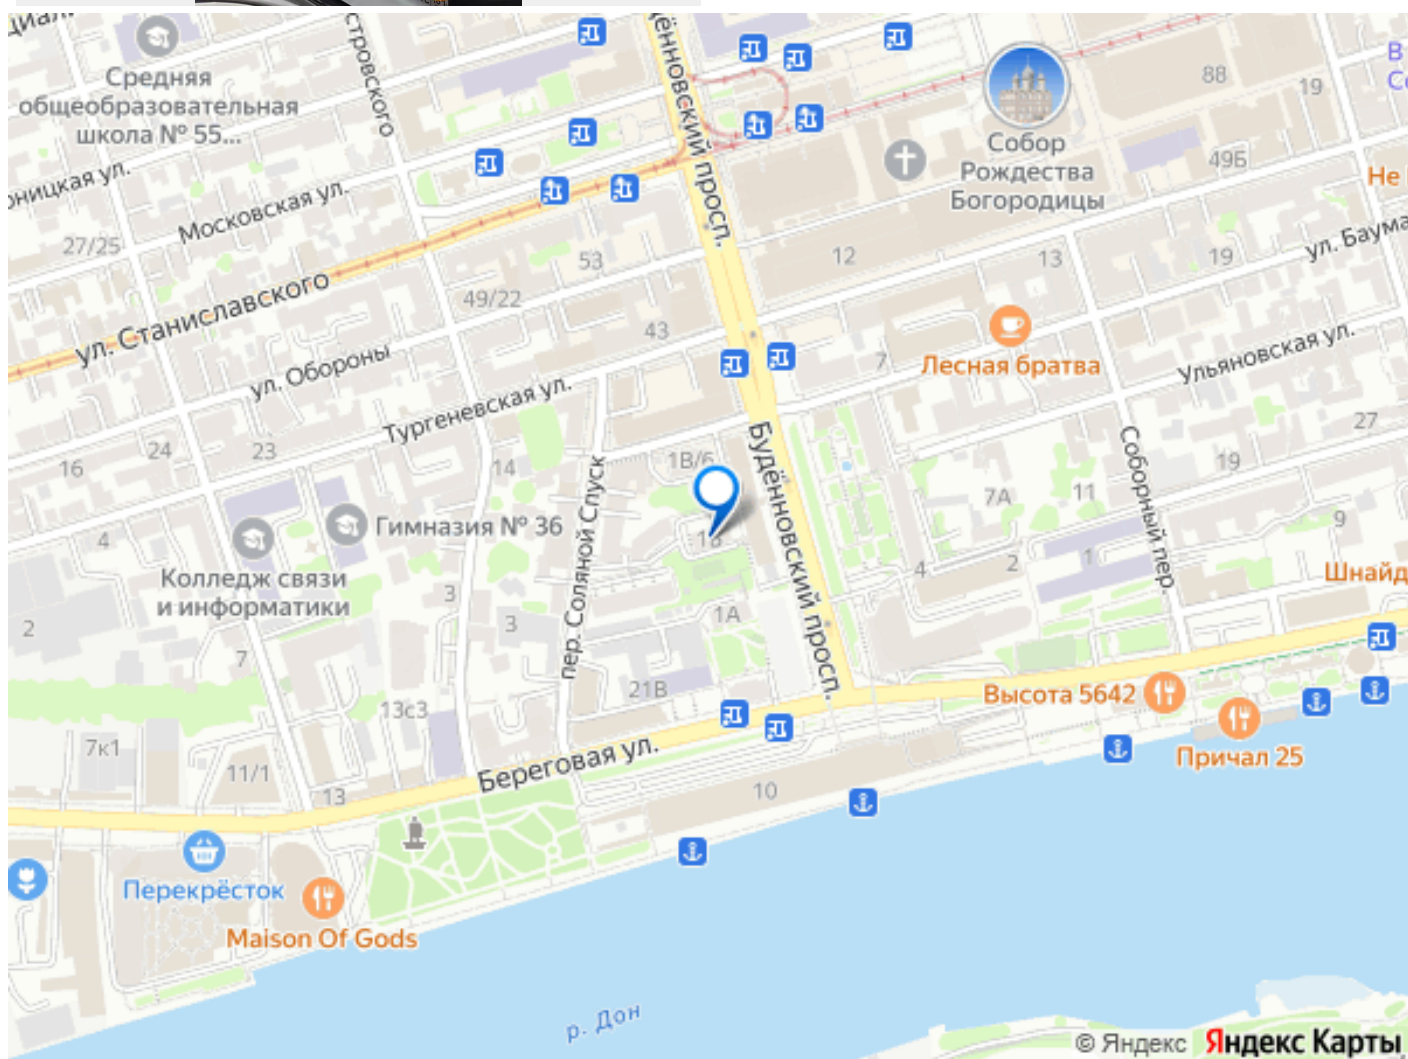 Средняя
общеобразовательная
школа № 55...
88
19
Собор
Рождества
Богородицы
49Б
Не
Московская ул.
27/25
53
12
13
19
ул. Баума
49/22
43
ул. Станиславского
ул. Обороны
7
Лесная братва
Ульяновская ул.
Тургеневская ул.
Будённовский просп.
16
24
23
14
1В/6
27
19
Соборный пер.
7А
11
9
4
Гимназия № 36
пер. Соляной Спуск
Колледж связи
и информатики
3
3
1А
4
2
1
Шнайд
2
7
21В
13с3
Высота 5642
Причал 25
7к1
11/1
13
Береговая ул.
10
Перекрёсток
Maison Of Gods
р. Дон
© Яндекс Яндекс Карты